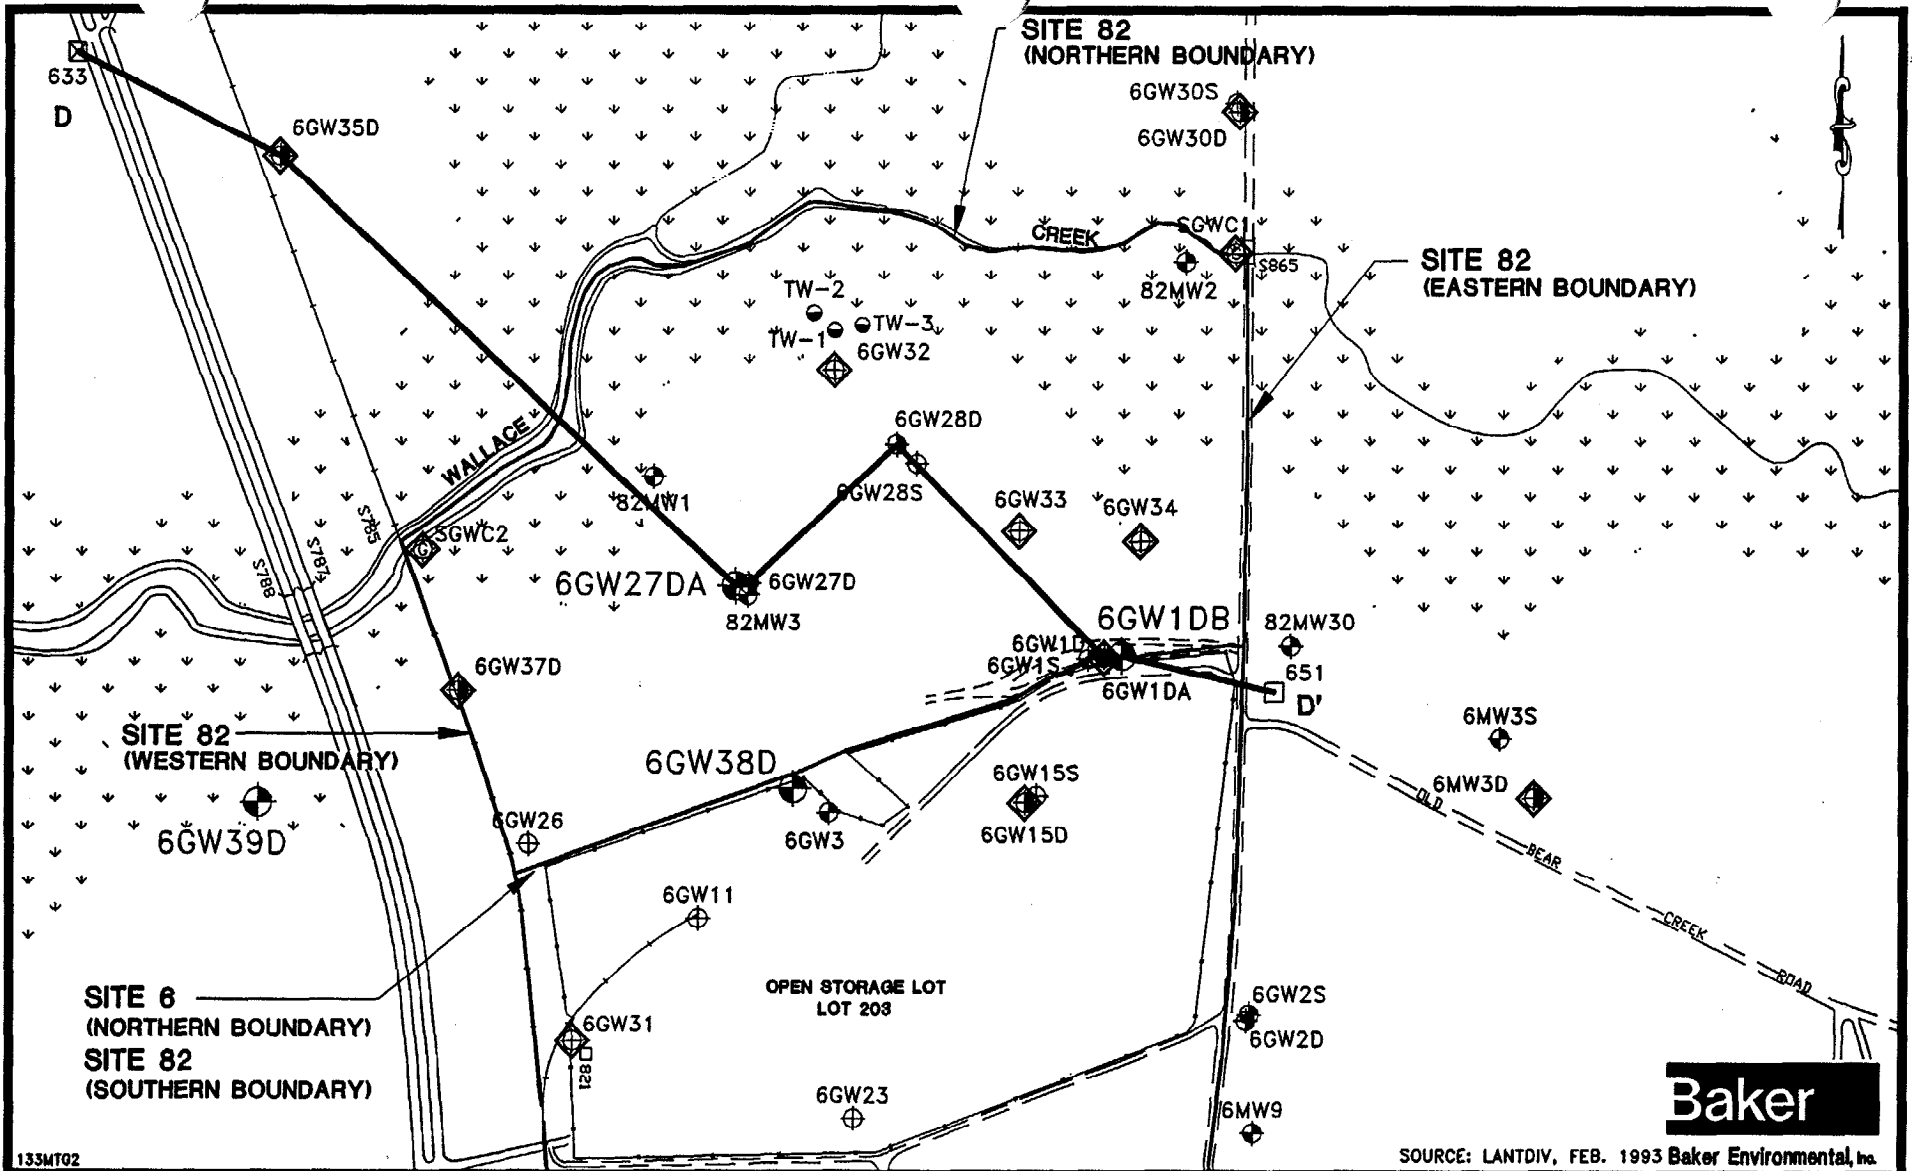 SITE 82
(NORTHERN BOUNDARY)
633
D
6GW30S
6GW30D
6GW35D
CREEK
SGWC1
S865
82MW2
SITE 82
(EASTERN BOUNDARY)
TW-2
TW-3
TW-1
6GW32
6GW28D
WALLACE
82MW1
6GW28S
6GW33
6GW34
S785
SGWC2
S787
S788
6GW27DA
6GW27D
82MW3
6GW1DB
82MW30
6GW1D
6GW1S
651
6GW1DA
D'
6GW37D
6MW3S
SITE 82
(WESTERN BOUNDARY)
6GW38D
6GW15S
6MW3D
OLD
6GW39D
6GW26
6GW3
6GW15D
BEAR
6GW11
CREEK
ROAD
OPEN STORAGE LOT
LOT 203
SITE 6
(NORTHERN BOUNDARY)
SITE 82
(SOUTHERN BOUNDARY)
6GW2S
6GW31
6GW2D
821
6GW23
6MW9
Baker
133MTG2
SOURCE: LANTDIV, FEB. 1993 Baker Environmental, Inc.